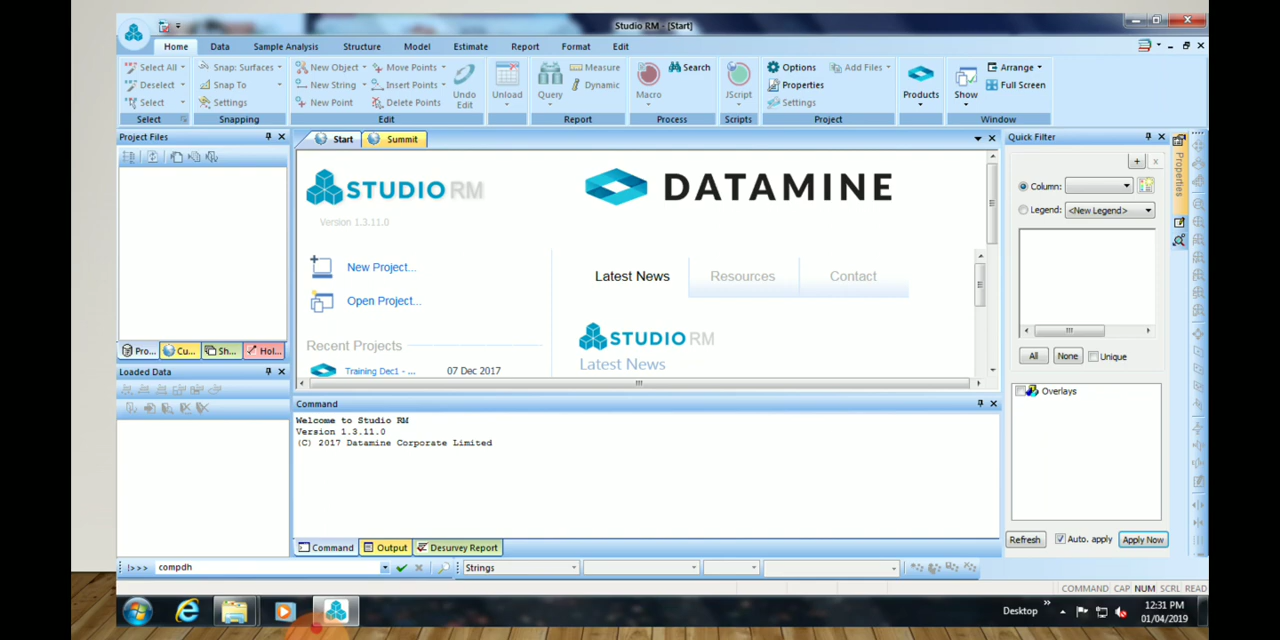 Studio RM - [Start]
Home Data Sample Analysis Structure Model Estimate Report Format Edit
Select All Snap: Surfaces New Object Move Points Measure Search Options Add Files Arrange
Deselect Snap To New String Insert Points Dynamic Properties Full Screen
Select Settings New Point Delete Points Undo Edit Unload Query Macro JScript Settings Products Show
Select Snapping Edit Report Process Scripts Project Window
Project Files Start Summit Quick Filter
STUDIO RM DATAMINE
Version 1.3.11.0
Column:
Legend: <New Legend>
Properties
New Project... Latest News Resources Contact
Open Project...
STUDIO RM
Recent Projects
Latest News
Training Dec1 - ... 07 Dec 2017
Pro... Cu... Sh... Hol...
All None Unique
Loaded Data
Overlays
Command
Welcome to Studio RM
Version 1.3.11.0
(C) 2017 Datamine Corporate Limited
Command Output Desurvey Report
Refresh Auto. apply Apply Now
!>>> compdh Strings
COMMAND CAP NUM SCRL READ
Desktop 12:31 PM
01/04/2019